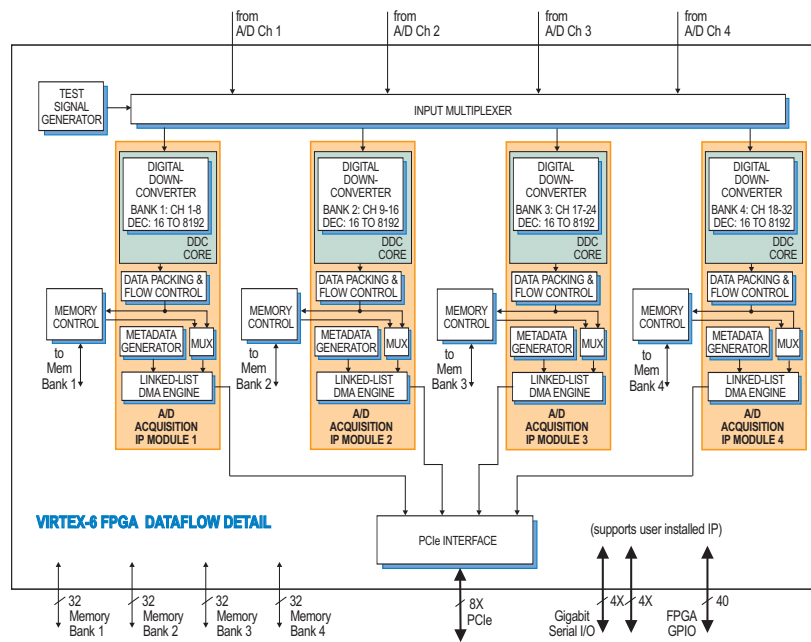 from
A/D Ch 1
from
A/D Ch 2
from
A/D Ch 3
from
A/D Ch 4
TEST
SIGNAL
GENERATOR
INPUT MULTIPLEXER
DIGITAL
DOWN-
CONVERTER
BANK 1: CH 1-8
DEC: 16 TO 8192
DDC
CORE
DATA PACKING &
FLOW CONTROL
MEMORY
CONTROL
METADATA
GENERATOR
MUX
to
Mem
Bank 1
LINKED-LIST
DMA ENGINE
A/D
ACQUISITION
IP MODULE 1
DIGITAL
DOWN-
CONVERTER
BANK 2: CH 9-16
DEC: 16 TO 8192
DDC
CORE
DATA PACKING &
FLOW CONTROL
MEMORY
CONTROL
METADATA
GENERATOR
MUX
to
Mem
Bank 2
LINKED-LIST
DMA ENGINE
A/D
ACQUISITION
IP MODULE 2
DIGITAL
DOWN-
CONVERTER
BANK 3: CH 17-24
DEC: 16 TO 8192
DDC
CORE
DATA PACKING &
FLOW CONTROL
MEMORY
CONTROL
METADATA
GENERATOR
MUX
to
Mem
Bank 3
LINKED-LIST
DMA ENGINE
A/D
ACQUISITION
IP MODULE 3
DIGITAL
DOWN-
CONVERTER
BANK 4: CH 18-32
DEC: 16 TO 8192
DDC
CORE
DATA PACKING &
FLOW CONTROL
MEMORY
CONTROL
METADATA
GENERATOR
MUX
to
Mem
Bank 4
LINKED-LIST
DMA ENGINE
A/D
ACQUISITION
IP MODULE 4
VIRTEX-6 FPGA DATAFLOW DETAIL
PCIe INTERFACE
(supports user installed IP)
32
Memory
Bank 1
32
Memory
Bank 2
32
Memory
Bank 3
32
Memory
Bank 4
8X
PCIe
4X
4X
Gigabit
Serial I/O
40
FPGA
GPIO